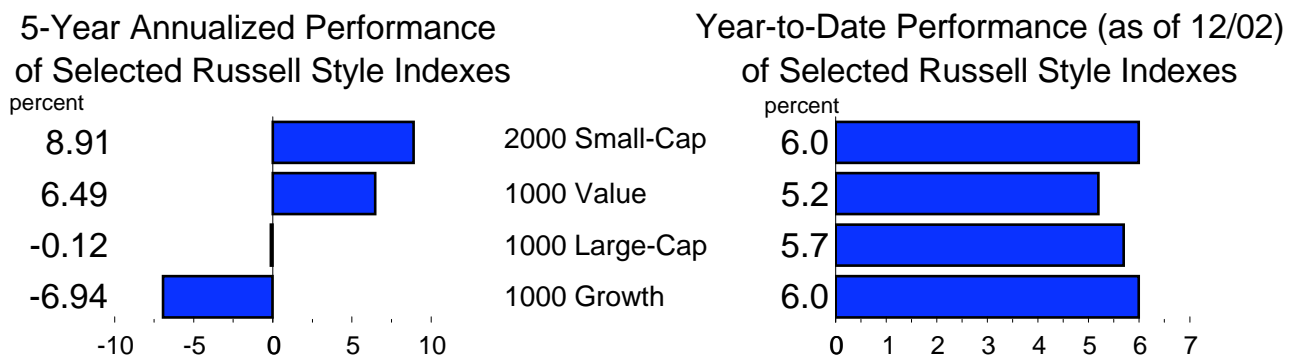 5-Year Annualized Performance
of Selected Russell Style Indexes
percent
8.91
6.49
-0.12
-6.94
-10 -5 0 5 10
2000 Small-Cap
1000 Value
1000 Large-Cap
1000 Growth
Year-to-Date Performance (as of 12/02)
of Selected Russell Style Indexes
percent
6.0
5.2
5.7
6.0
0 1 2 3 4 5 6 7